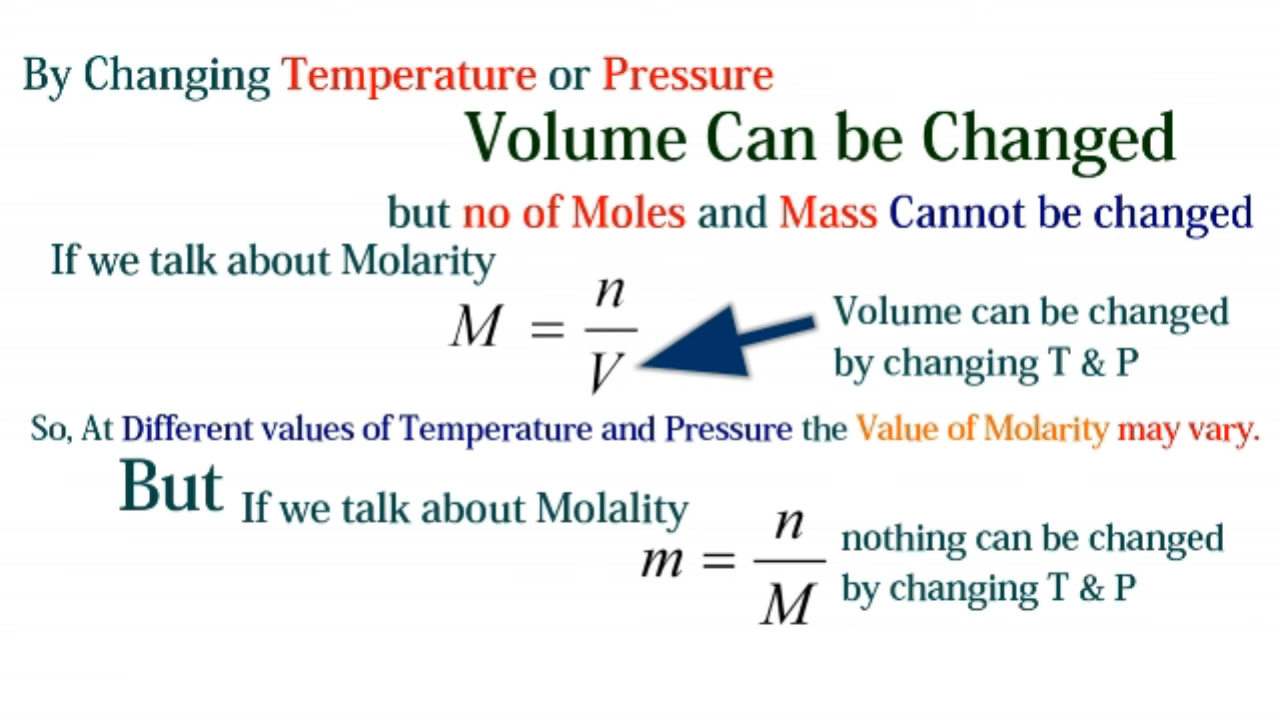 By Changing Temperature or Pressure
Volume Can be Changed
but no of Moles and Mass Cannot be changed
If we talk about Molarity
M = n / V
Volume can be changed
by changing T & P
So, At Different values of Temperature and Pressure the Value of Molarity may vary.
But If we talk about Molality
m = n / M
nothing can be changed
by changing T & P